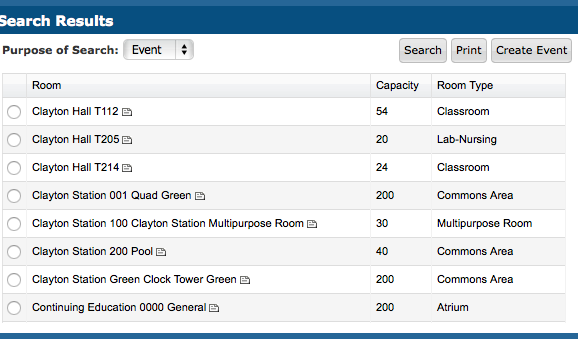 Search Results
Purpose of Search: Event Search Print Create Event
Room Capacity Room Type
Clayton Hall T112 54 Classroom
Clayton Hall T205 20 Lab-Nursing
Clayton Hall T214 24 Classroom
Clayton Station 001 Quad Green 200 Commons Area
Clayton Station 100 Clayton Station Multipurpose Room 30 Multipurpose Room
Clayton Station 200 Pool 40 Commons Area
Clayton Station Green Clock Tower Green 200 Commons Area
Continuing Education 0000 General 200 Atrium